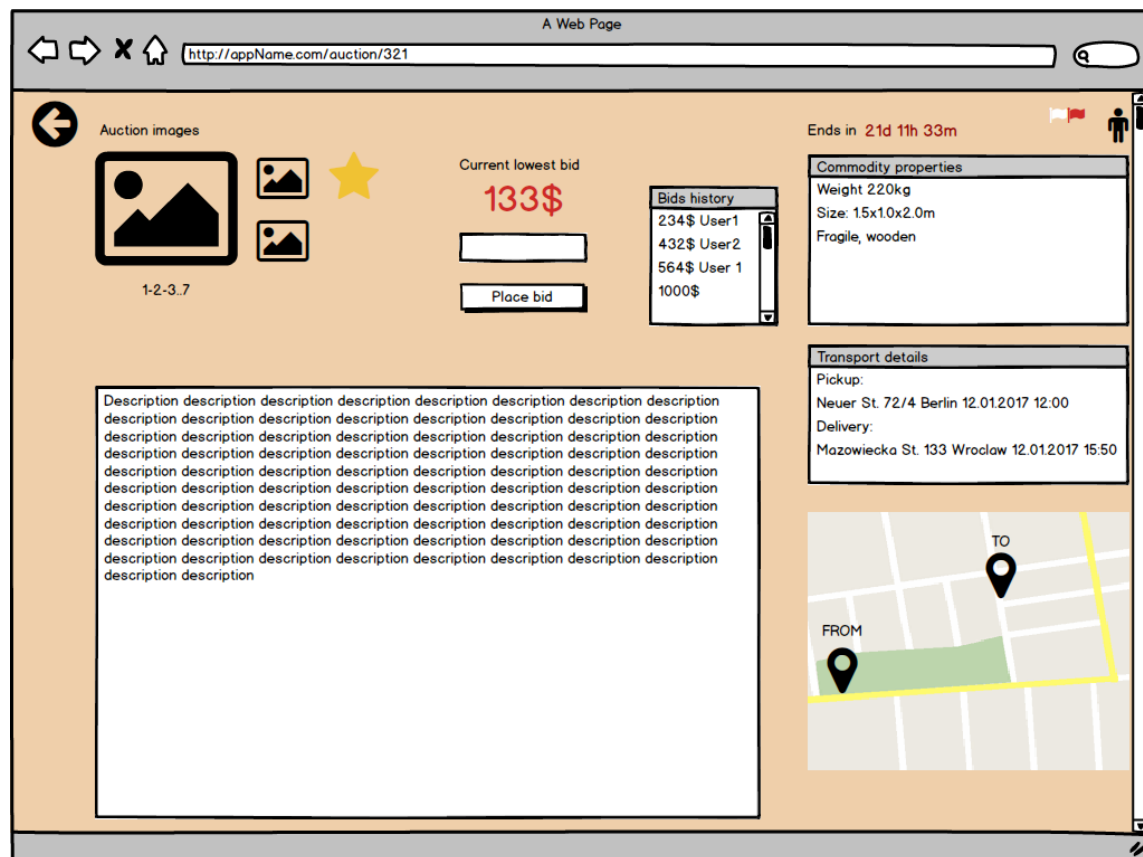 A Web Page
http://appName.com/auction/321
Auction images
1-2-3..7
Current lowest bid
133$
Place bid
Bids history
234$ User1
432$ User2
564$ User 1
1000$
Ends in 21d 11h 33m
Commodity properties
Weight 220kg
Size: 1.5x1.0x2.0m
Fragile, wooden
Transport details
Pickup:
Neuer St. 72/4 Berlin 12.01.2017 12:00
Delivery:
Mazowiecka St. 133 Wroclaw 12.01.2017 15:50
Description description description description description description description description
description description description description description description description description
description description description description description description description description
description description description description description description description description
description description description description description description description description
description description description description description description description description
description description description description description description description description
description description description description description description description description
description description description description description description description description
description description description description description description description description
description description
TO
FROM